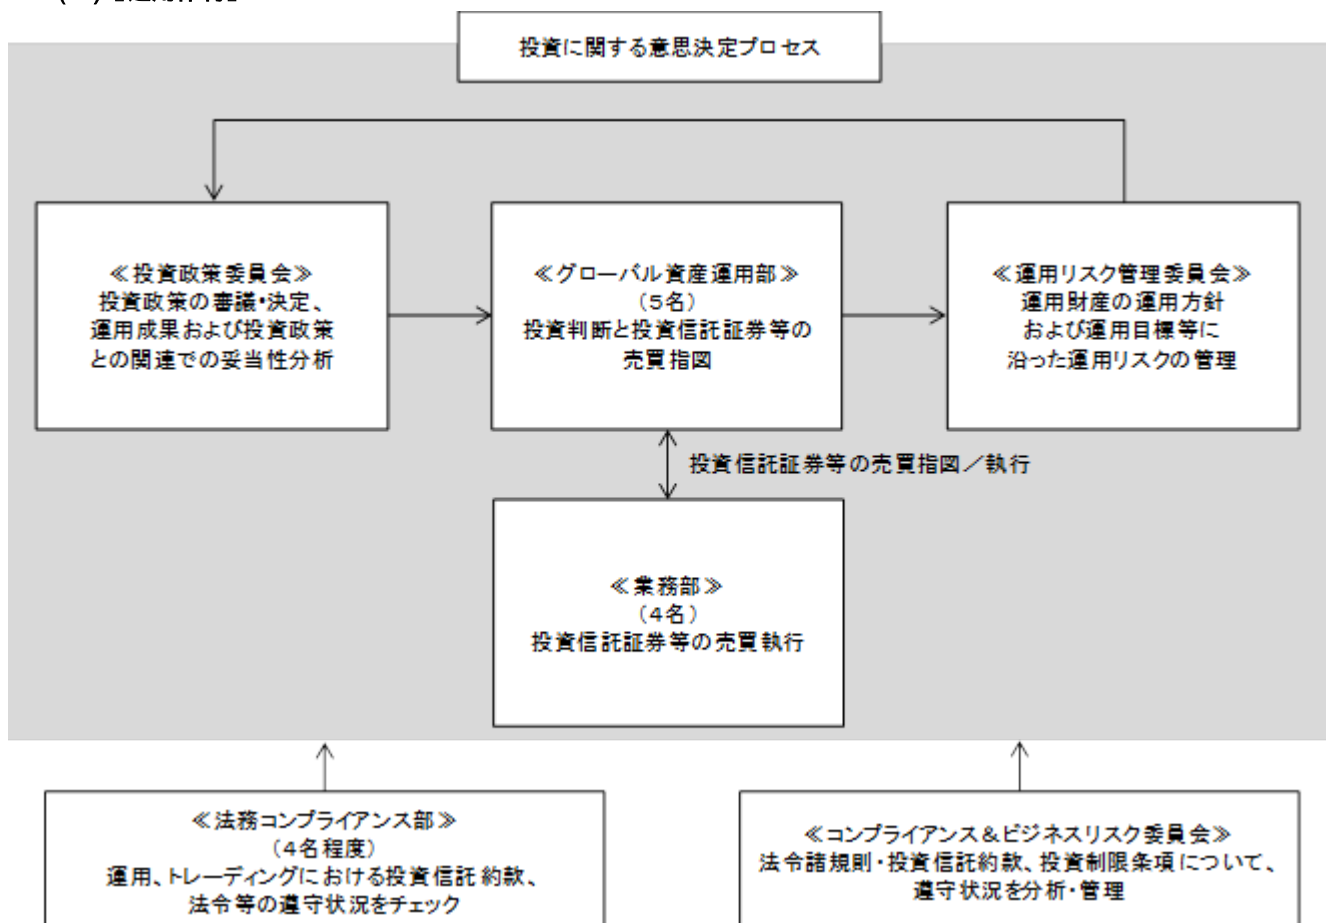 投資に関する意思決定プロセス
≪投資政策委員会≫
投資政策の審議・決定、
運用成果および投資政策
との関連での妥当性分析
≪グローバル資産運用部≫
（5名）
投資判断と投資信託証券等の
売買指図
≪運用リスク管理委員会≫
運用財産の運用方針
および運用目標等に
沿った運用リスクの管理
投資信託証券等の売買指図／執行
≪業務部≫
（4名）
投資信託証券等の売買執行
≪法務コンプライアンス部≫
（4名程度）
運用、トレーディングにおける投資信託約款、
法令等の遵守状況をチェック
≪コンプライアンス＆ビジネスリスク委員会≫
法令諸規則・投資信託約款、投資制限条項について、
遵守状況を分析・管理